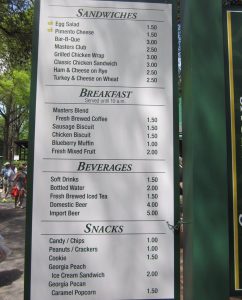 SANDWICHES
Egg Salad 1.50
Pimento Cheese 1.50
Bar-B-Que 3.00
Masters Club 2.50
Grilled Chicken Wrap 3.00
Classic Chicken Sandwich 3.00
Ham & Cheese on Rye 2.50
Turkey & Cheese on Wheat 2.50
BREAKFAST
Served until 10 a.m.
Masters Blend
Fresh Brewed Coffee 1.50
Sausage Biscuit 1.50
Chicken Biscuit 1.50
Blueberry Muffin 1.00
Fresh Mixed Fruit 2.00
BEVERAGES
Soft Drinks 1.50
Bottled Water 2.00
Fresh Brewed Iced Tea 1.50
Domestic Beer 4.00
Import Beer 5.00
SNACKS
Candy / Chips 1.00
Peanuts / Crackers 1.00
Cookie 1.50
Georgia Peach
Ice Cream Sandwich 2.00
Georgia Pecan
Caramel Popcorn 1.50